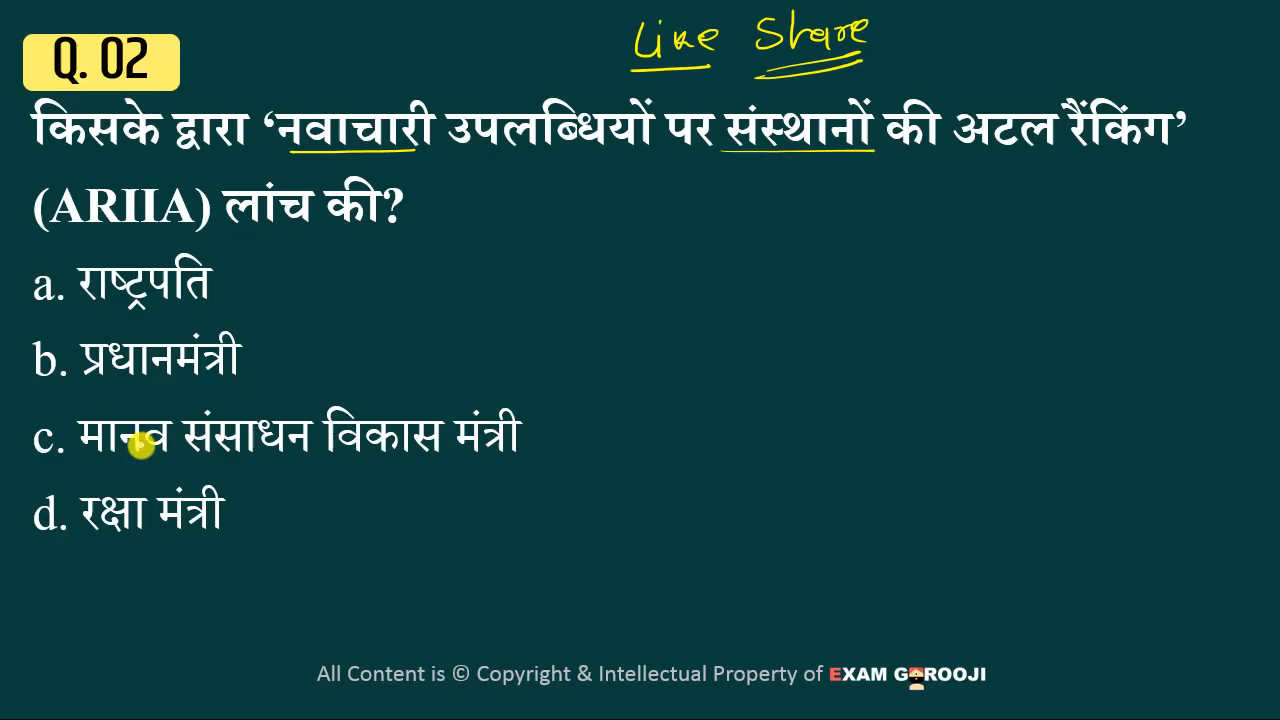 Like Share
Q. 02
किसके द्वारा ‘नवाचारी उपलब्धियों पर संस्थानों की अटल रैंकिंग’
(ARIIA) लांच की?
a. राष्ट्रपति
b. प्रधानमंत्री
c. मानव संसाधन विकास मंत्री
d. रक्षा मंत्री
All Content is © Copyright & Intellectual Property of EXAM GUROOJI